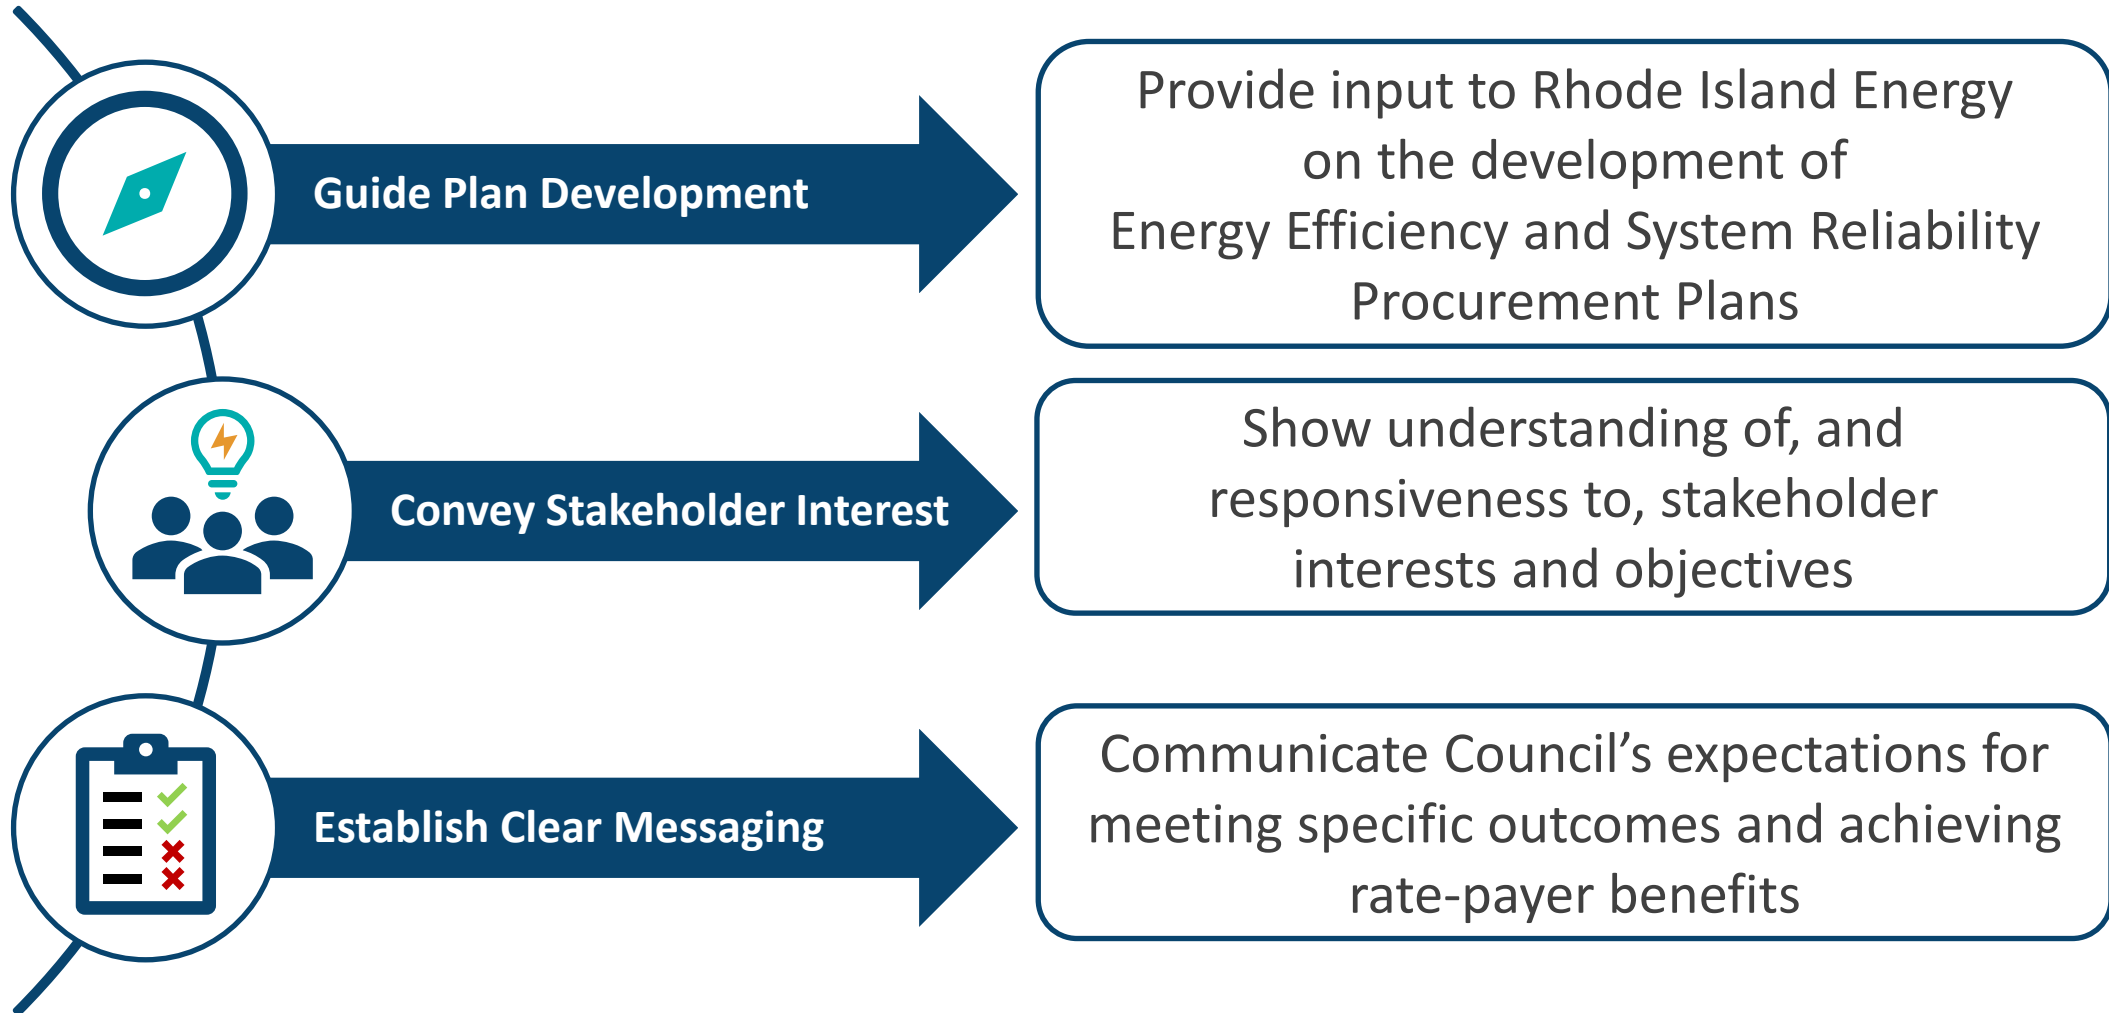 Guide Plan Development
Provide input to Rhode Island Energy
on the development of
Energy Efficiency and System Reliability
Procurement Plans
Convey Stakeholder Interest
Show understanding of, and
responsiveness to, stakeholder
interests and objectives
Establish Clear Messaging
Communicate Council’s expectations for
meeting specific outcomes and achieving
rate-payer benefits